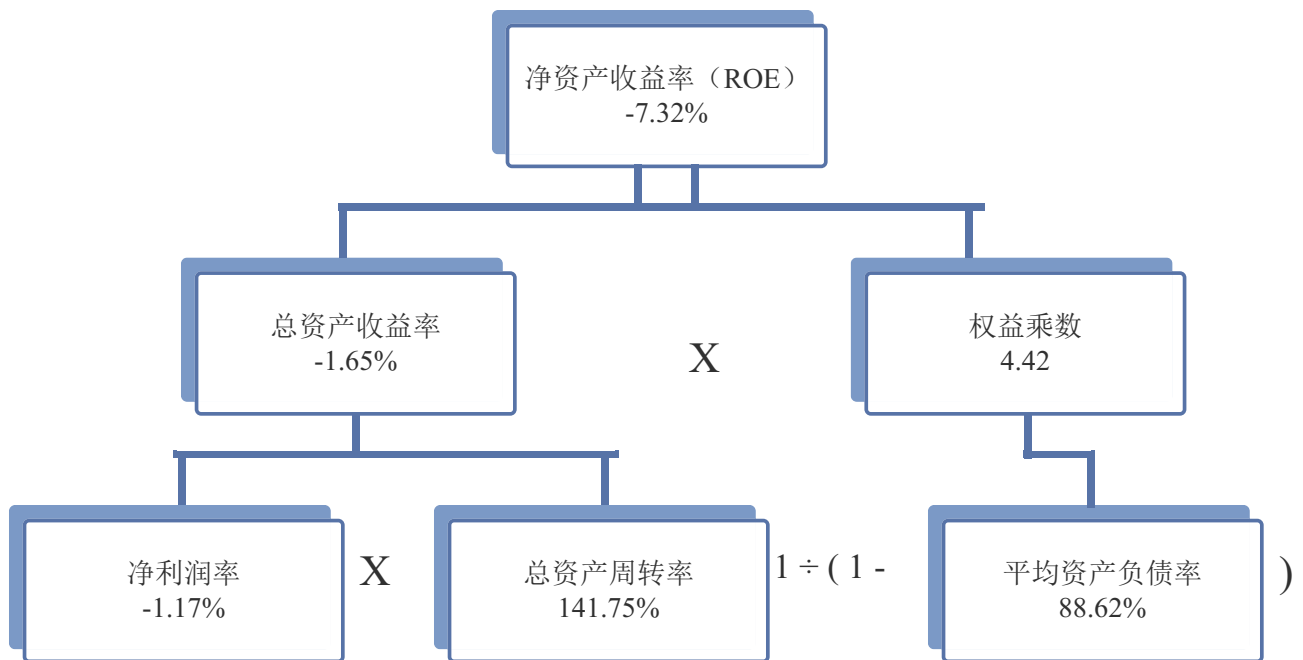 净资产收益率（ROE）
-7.32%
总资产收益率
-1.65%
X
权益乘数
4.42
净利润率
-1.17%
X
总资产周转率
141.75%
1 ÷ ( 1 -
平均资产负债率
88.62%
)